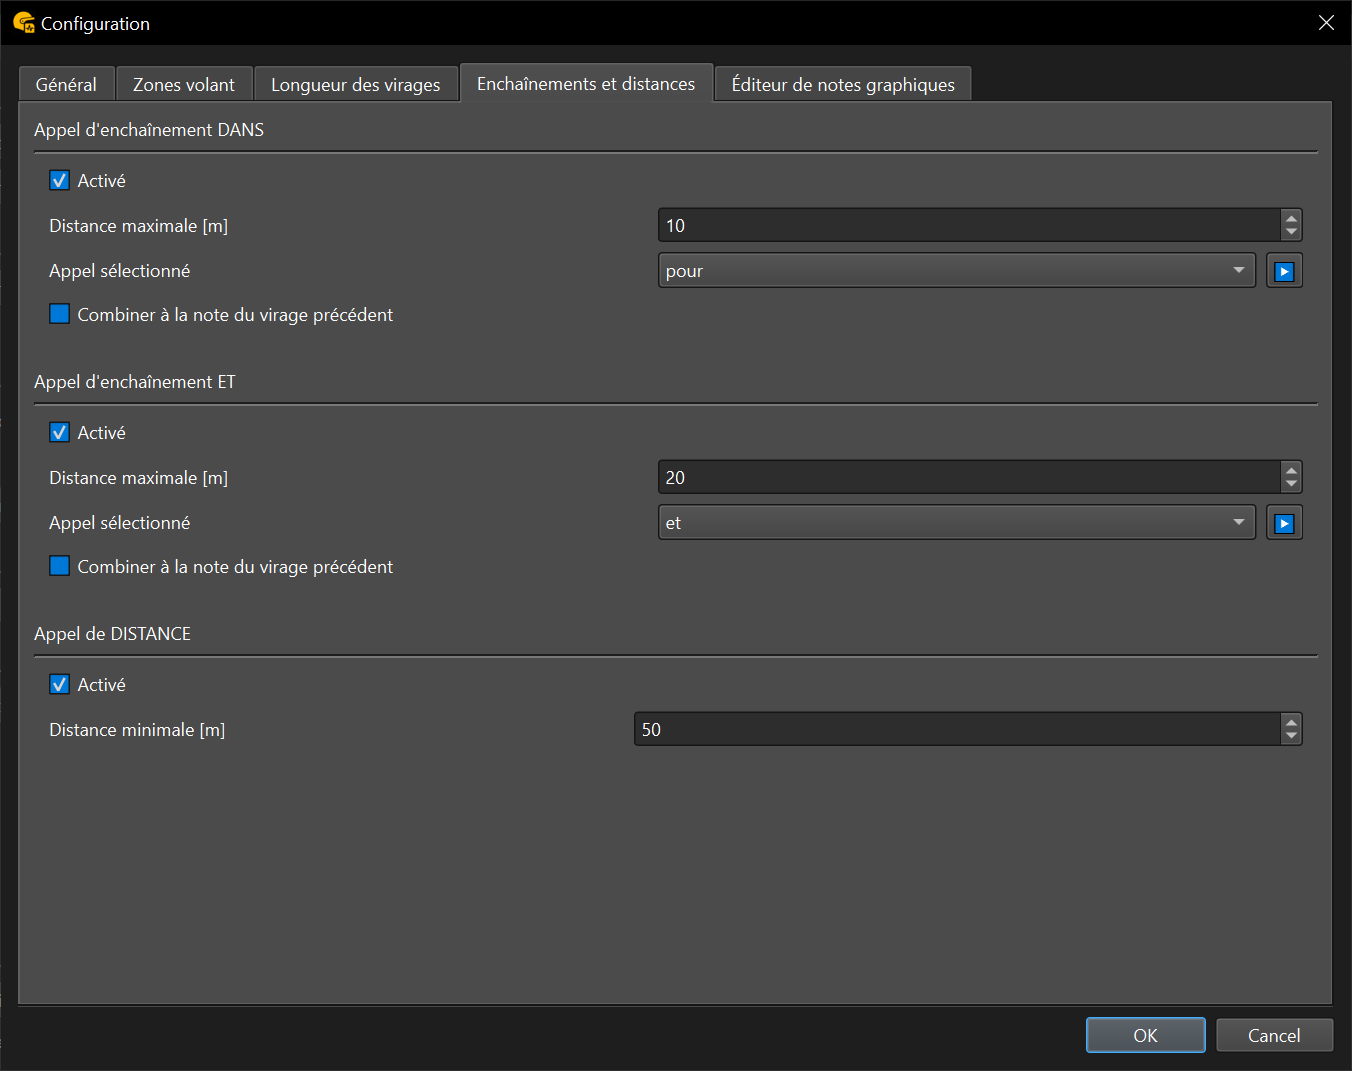 Configuration
Général
Zones volant
Longueur des virages
Enchaînements et distances
Éditeur de notes graphiques
Appel d'enchaînement DANS
Activé
Distance maximale [m]
10
Appel sélectionné
pour
Combiner à la note du virage précédent
Appel d'enchaînement ET
Activé
Distance maximale [m]
20
Appel sélectionné
et
Combiner à la note du virage précédent
Appel de DISTANCE
Activé
Distance minimale [m]
50
OK
Cancel